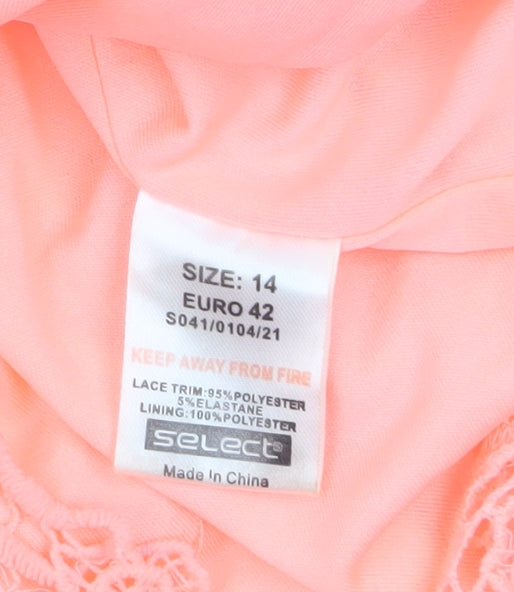 SIZE: 14
EURO 42
S041/0104/21
KEEP AWAY FROM FIRE
LACE TRIM:95%POLYESTER
5%ELASTANE
LINING:100%POLYESTER
select®
Made In China